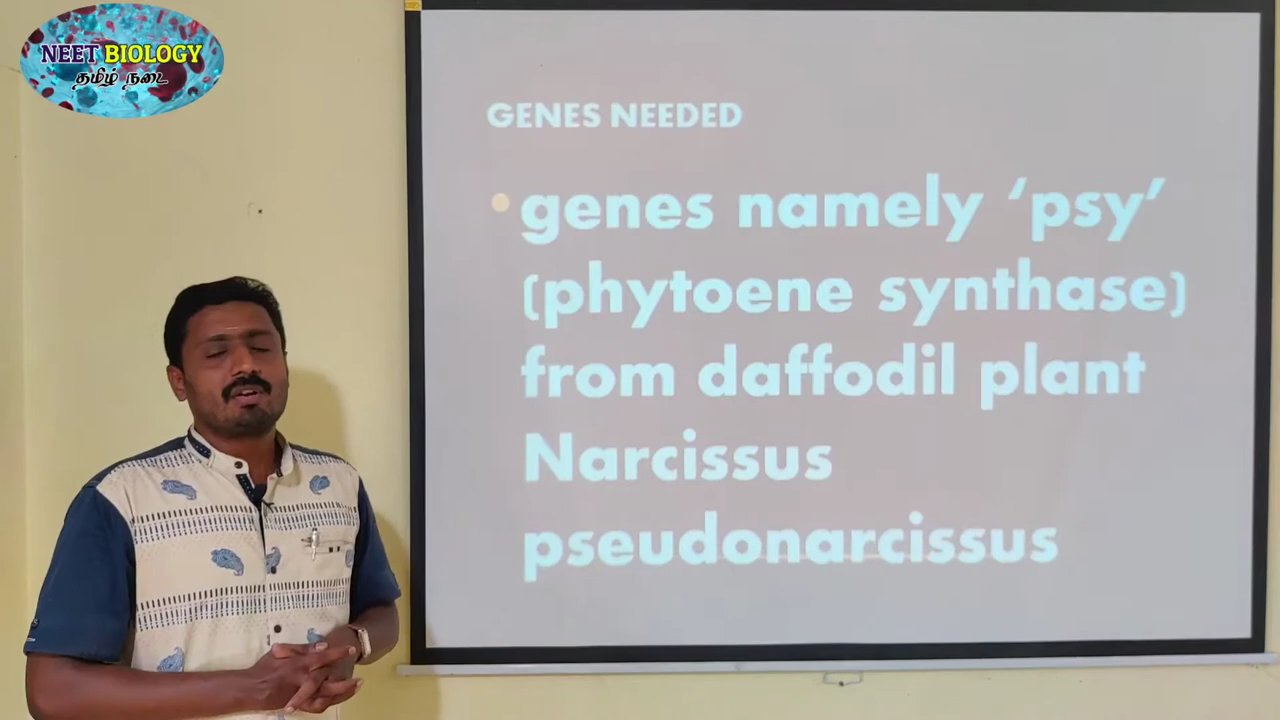 NEET BIOLOGY
தமிழ் நடை
GENES NEEDED
• genes namely ‘psy’
(phytoene synthase)
from daffodil plant
Narcissus
pseudonarcissus